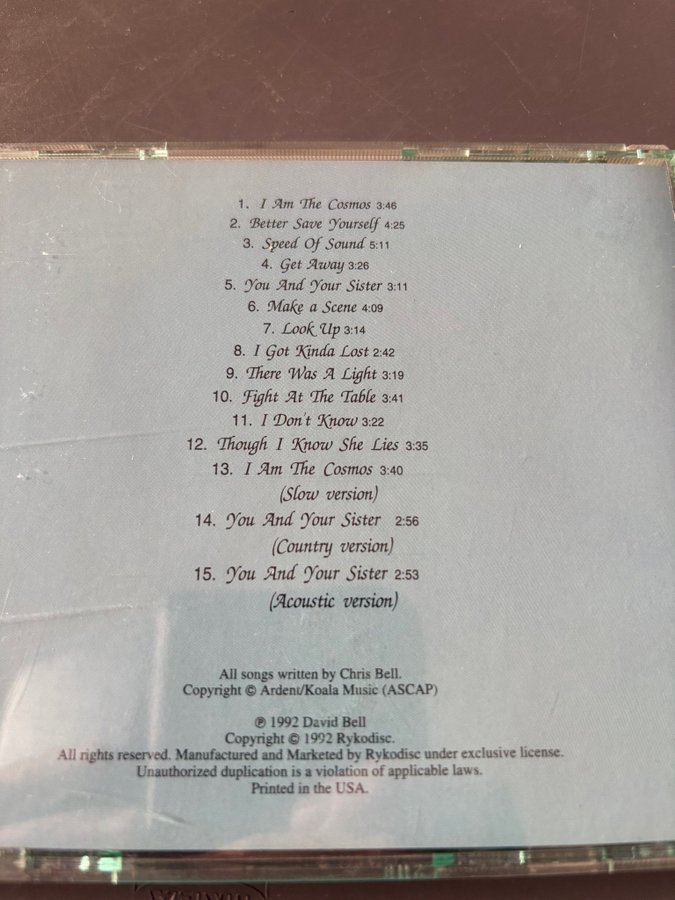 1. I Am The Cosmos 3:46
2. Better Save Yourself 4:25
3. Speed Of Sound 5:11
4. Get Away 3:26
5. You And Your Sister 3:11
6. Make a Scene 4:09
7. Look Up 3:14
8. I Got Kinda Lost 2:42
9. There Was A Light 3:19
10. Fight At The Table 3:41
11. I Don't Know 3:22
12. Though I Know She Lies 3:35
13. I Am The Cosmos 3:40
(Slow version)
14. You And Your Sister 2:56
(Country version)
15. You And Your Sister 2:53
(Acoustic version)
All songs written by Chris Bell.
Copyright © Ardent/Koala Music (ASCAP)
℗ 1992 David Bell
Copyright © 1992 Rykodisc.
All rights reserved. Manufactured and Marketed by Rykodisc under exclusive license.
Unauthorized duplication is a violation of applicable laws.
Printed in the USA.